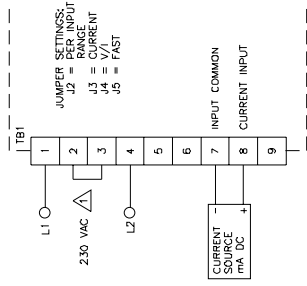 JUMPER SETTINGS:
J2 = PER INPUT
RANGE
J3 = CURRENT
J4 = V/I
J5 = FAST
INPUT COMMON
CURRENT INPUT
TB1
1
2
3
4
5
6
7
8
9
L1
230 VAC
1
L2
-
+
CURRENT
SOURCE
mA DC